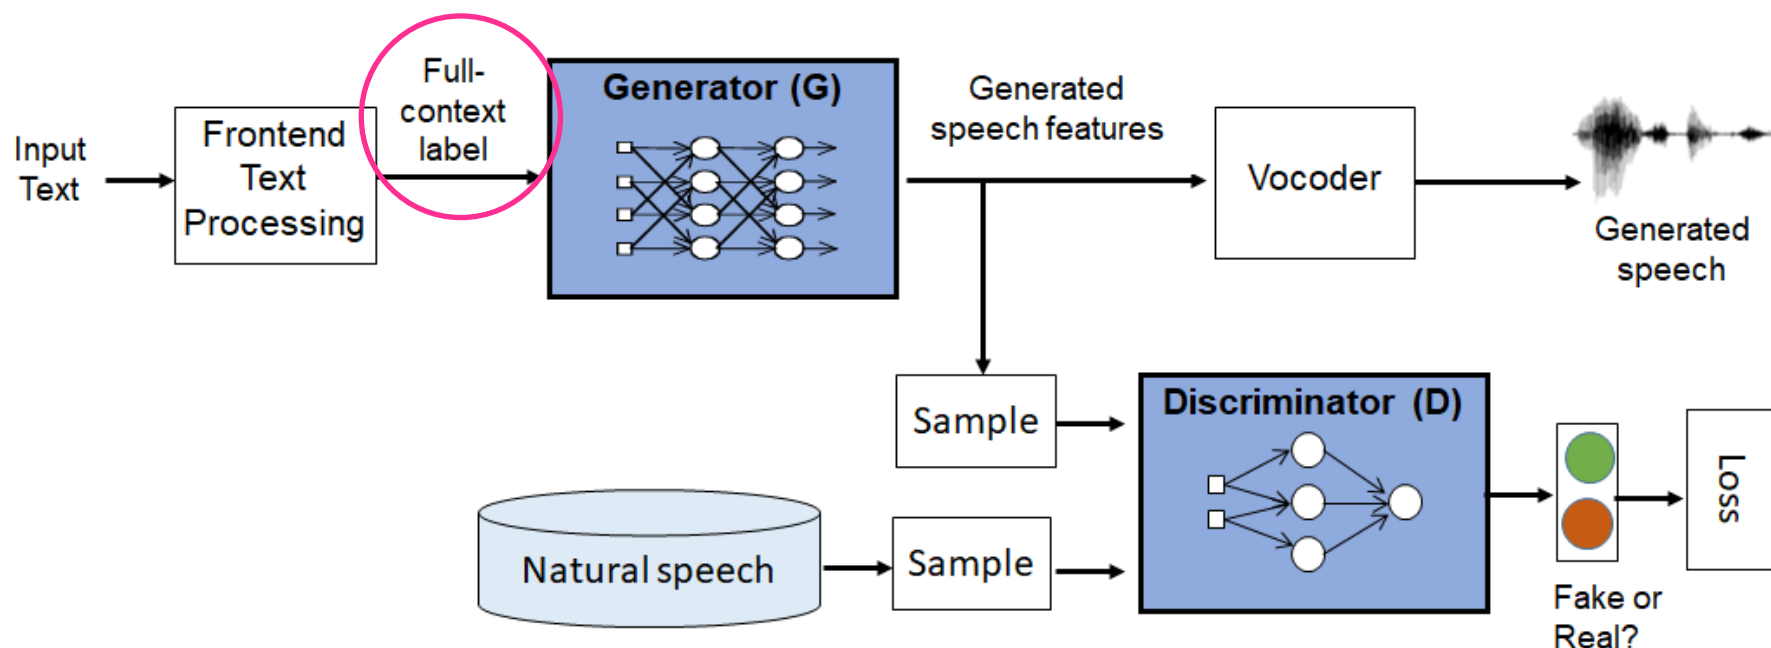 Input
Text
Frontend
Text
Processing
Full-
context
label
Generator (G)
Generated
speech features
Vocoder
Generated
speech
Sample
Discriminator (D)
Natural speech
Sample
Fake or
Real?
Loss